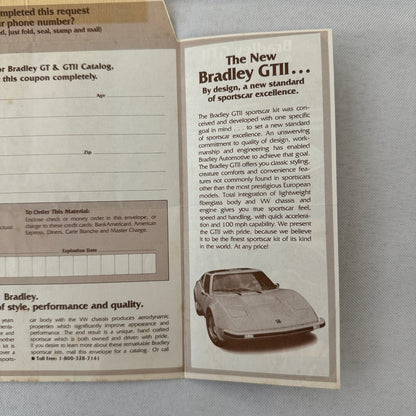 ompleted this request
r phone number?
d, just fold, seal, stamp and mail)
or Bradley GT & GTII Catalog.
this coupon completely.
Age
Zip
To Order This Material:
Enclose check or money order in this envelope, or
charge to these credit cards: BankAmericard, American
Express, Diners, Carte Blanche and Master Charge.
Expiration Date
Bradley.
of style, performance and quality.
car body with the VW chassis produces aerodynamic
properties which significantly improve appearance and
performance. The end result is a unique, hand crafted
sportscar which is both owned and driven with pride.
If you desire to learn more about these remarkable Bradley
sportscar kits, mail this envelope for a catalog. Or call
Toll Free: 1-800-328-7141
The New
Bradley GTII...
By design, a new standard
of sportscar excellence.
The Bradley GTII sportscar kit was con-
ceived and developed with one specific
goal in mind . . . to set a new standard
of sportscar excellence. An unswerving
commitment to quality of design, work-
manship and engineering has enabled
Bradley Automotive to achieve that goal.
The Bradley GTII offers you classic styling,
creature comforts and convenience fea-
tures not commonly found in sportscars
other than the most prestigious European
models. Total integration of lightweight
fiberglass body and VW chassis and
engine gives you true sportscar feel,
speed and handling, with quick accelera-
tion and 100 mph capability. We present
the GTII with pride, because we believe
it to be the finest sportscar kit of its kind
in the world. At any price!